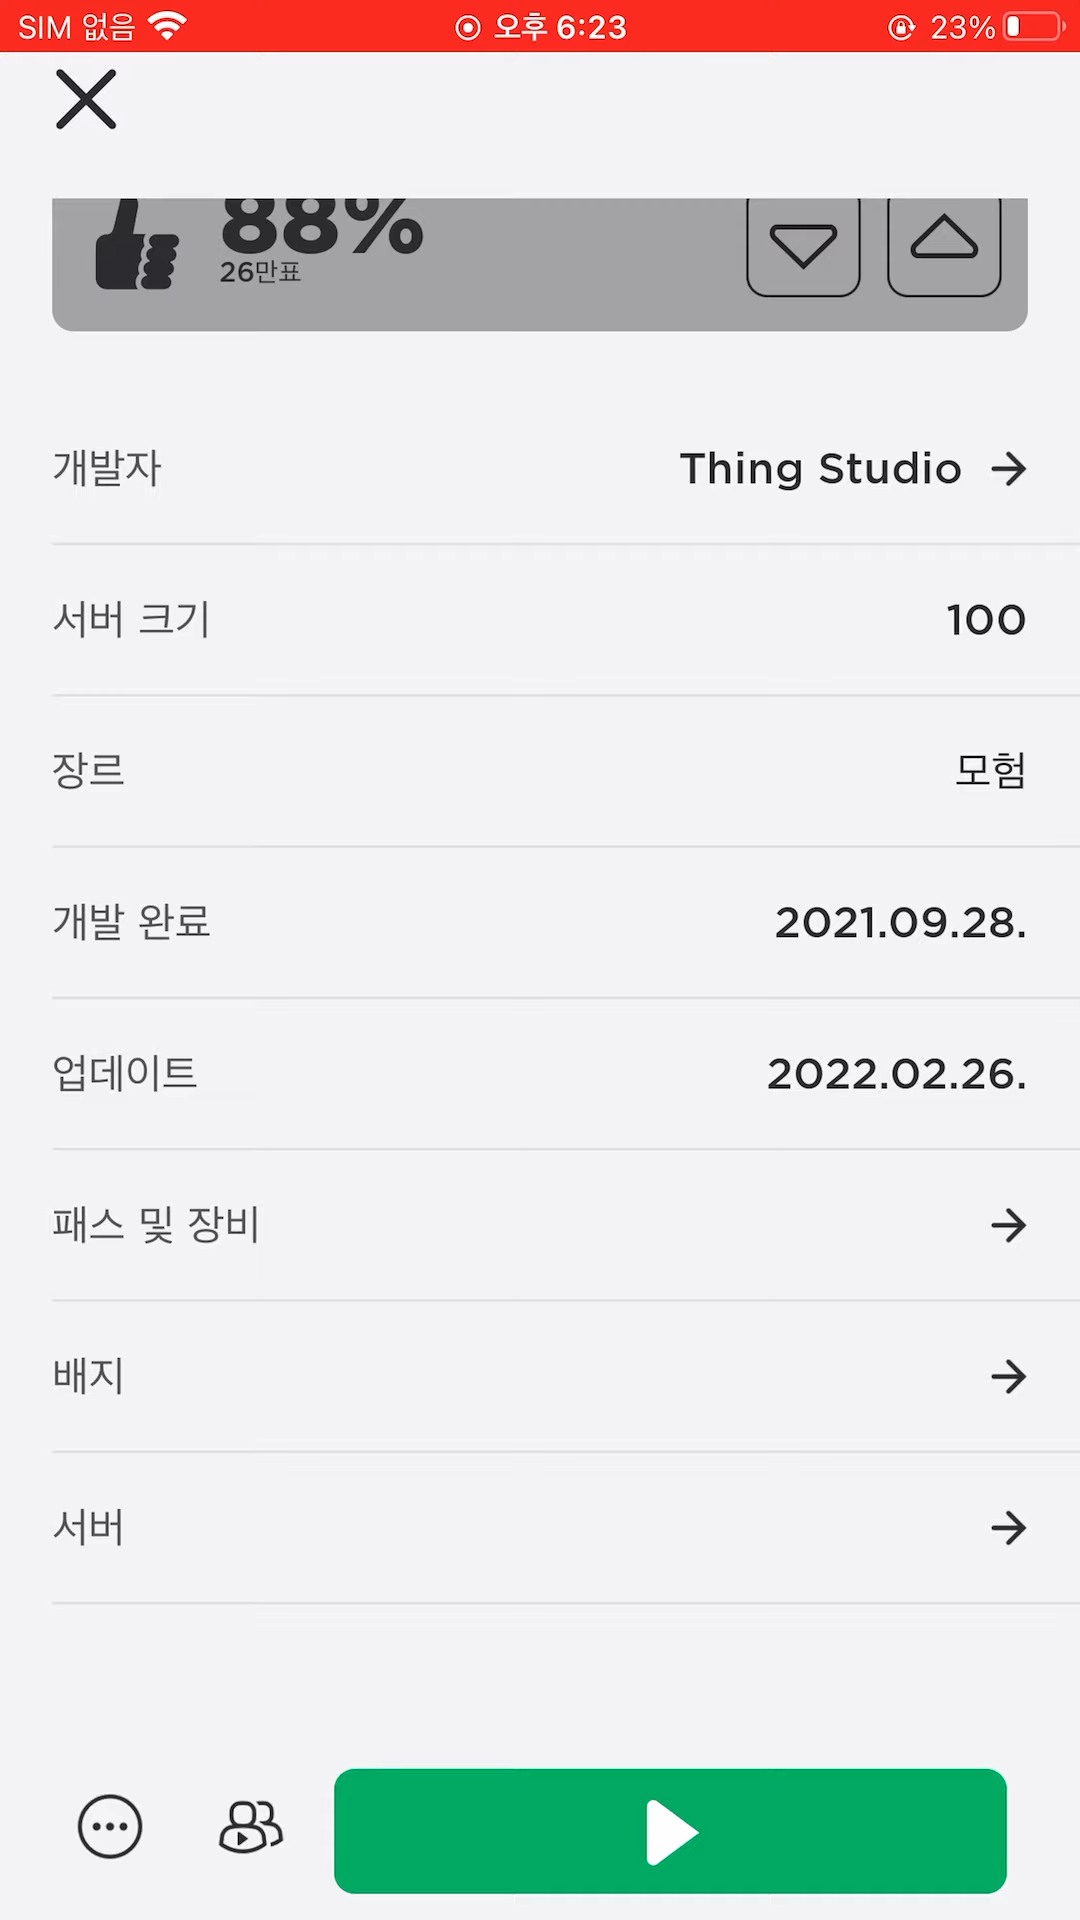 SIM 없음 오후 6:23 23%
88%
26만표
개발자 Thing Studio
서버 크기 100
장르 모험
개발 완료 2021.09.28.
업데이트 2022.02.26.
패스 및 장비
배지
서버